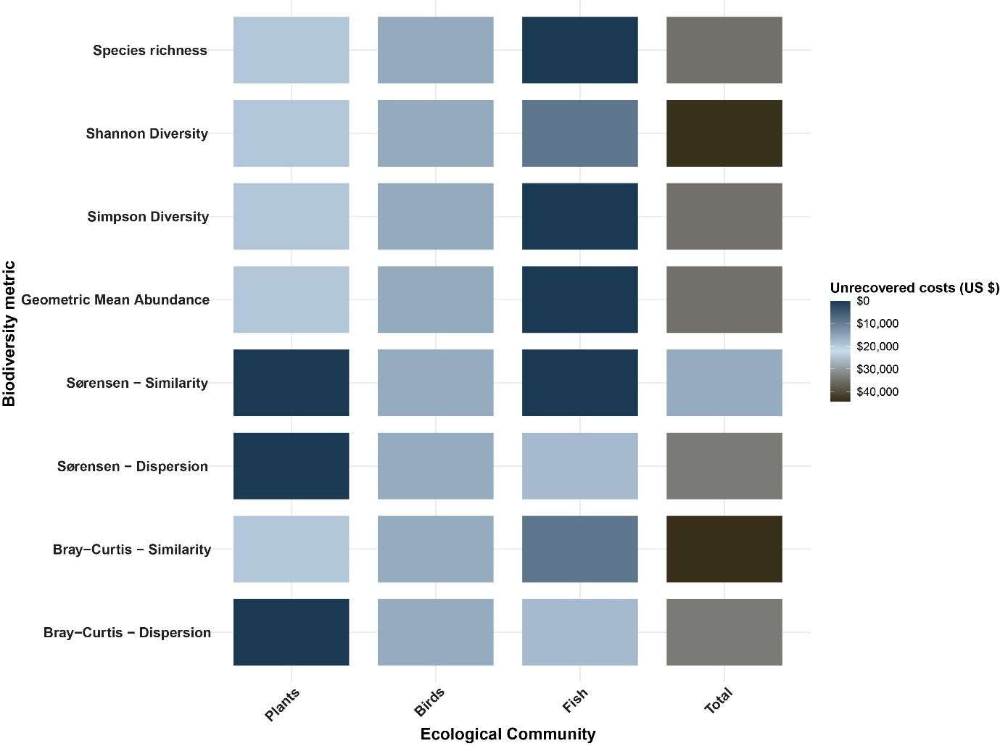 Species richness
Shannon Diversity
Simpson Diversity
Geometric Mean Abundance
Sørensen − Similarity
Sørensen − Dispersion
Bray−Curtis − Similarity
Bray−Curtis − Dispersion
Biodiversity metric
Plants
Birds
Fish
Total
Ecological Community
Unrecovered costs (US $)
$0
$10,000
$20,000
$30,000
$40,000